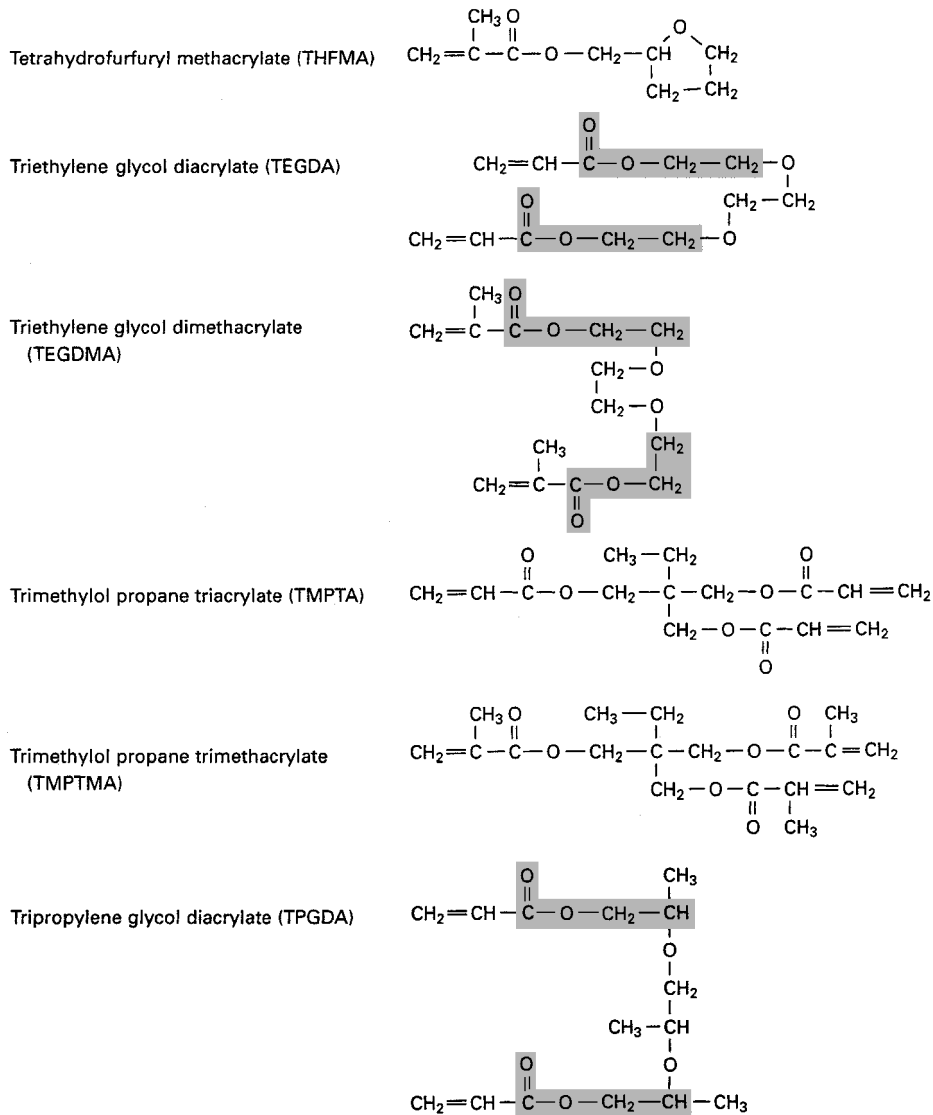 CH₃ O
Tetrahydrofurfuryl methacrylate (THFMA) CH₂=C—C—O—CH₂—CH O CH₂
CH₂—CH₂
O
Triethylene glycol diacrylate (TEGDA) CH₂=CH—C—O—CH₂—CH₂—O
O CH₂—CH₂
CH₂=CH—C—O—CH₂—CH₂—O
CH₃ O
Triethylene glycol dimethacrylate CH₂=C—C—O—CH₂—CH₂
(TEGDMA) CH₂—O
CH₂—O
CH₃ CH₂
CH₂=C—C—O—CH₂
O
O CH₃—CH₂ O
Trimethylol propane triacrylate (TMPTA) CH₂=CH—C—O—CH₂—C—CH₂—O—C—CH=CH₂
CH₂—O—C—CH=CH₂
O
CH₃ O CH₃—CH₂ O CH₃
Trimethylol propane trimethacrylate CH₂=C—C—O—CH₂—C—CH₂—O—C—C=CH₂
(TMPTMA) CH₂—O—C—CH=CH₂
O CH₃
O CH₃
Tripropylene glycol diacrylate (TPGDA) CH₂=CH—C—O—CH₂—CH
O
CH₂
CH₃—CH
O O
CH₂=CH—C—O—CH₂—CH—CH₃